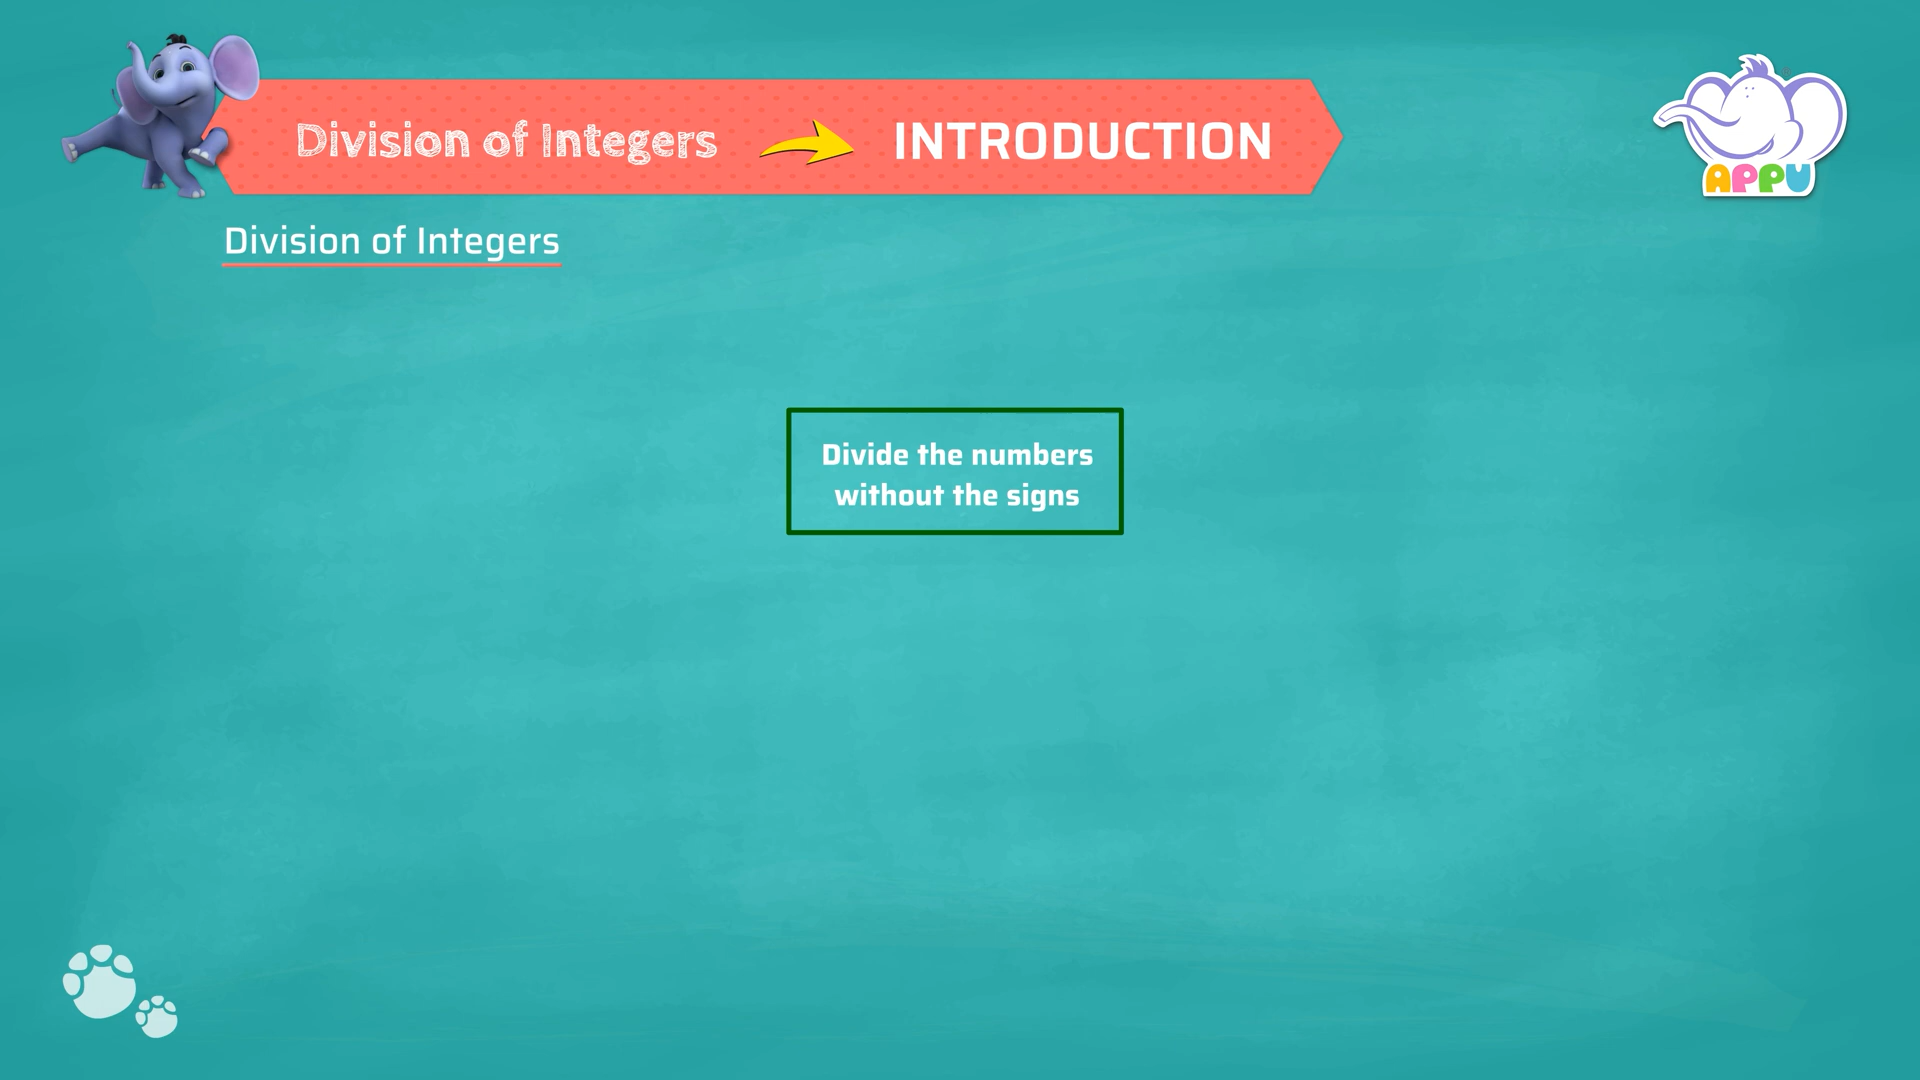 Division of Integers INTRODUCTION
APPU
Division of Integers
Divide the numbers
without the signs